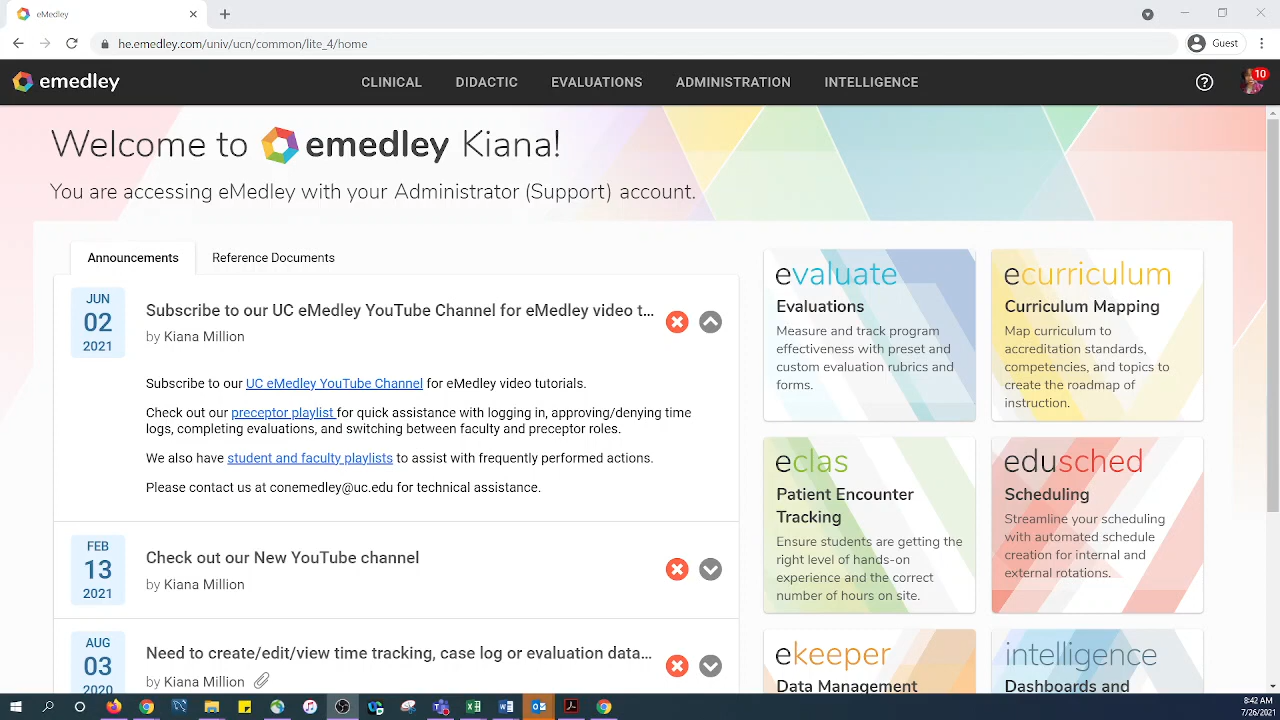 eMedley
he.emedley.com/univ/ucn/common/lite_4/home
Guest
emedley
CLINICAL
DIDACTIC
EVALUATIONS
ADMINISTRATION
INTELLIGENCE
10
Welcome to emedley Kiana!
You are accessing eMedley with your Administrator (Support) account.
Announcements
Reference Documents
JUN
02
2021
Subscribe to our UC eMedley YouTube Channel for eMedley video t...
by Kiana Million
Subscribe to our UC eMedley YouTube Channel for eMedley video tutorials.
Check out our preceptor playlist for quick assistance with logging in, approving/denying time
logs, completing evaluations, and switching between faculty and preceptor roles.
We also have student and faculty playlists to assist with frequently performed actions.
Please contact us at conemedley@uc.edu for technical assistance.
FEB
13
2021
Check out our New YouTube channel
by Kiana Million
AUG
03
2020
Need to create/edit/view time tracking, case log or evaluation data...
by Kiana Million
evaluate
Evaluations
Measure and track program
effectiveness with preset and
custom evaluation rubrics and
forms.
ecurriculum
Curriculum Mapping
Map curriculum to
accreditation standards,
competencies, and topics to
create the roadmap of
instruction.
eclas
Patient Encounter
Tracking
Ensure students are getting the
right level of hands-on
experience and the correct
number of hours on site.
edusched
Scheduling
Streamline your scheduling
with automated schedule
creation for internal and
external rotations.
ekeeper
Data Management
intelligence
Dashboards and
8:42 AM
7/26/2021